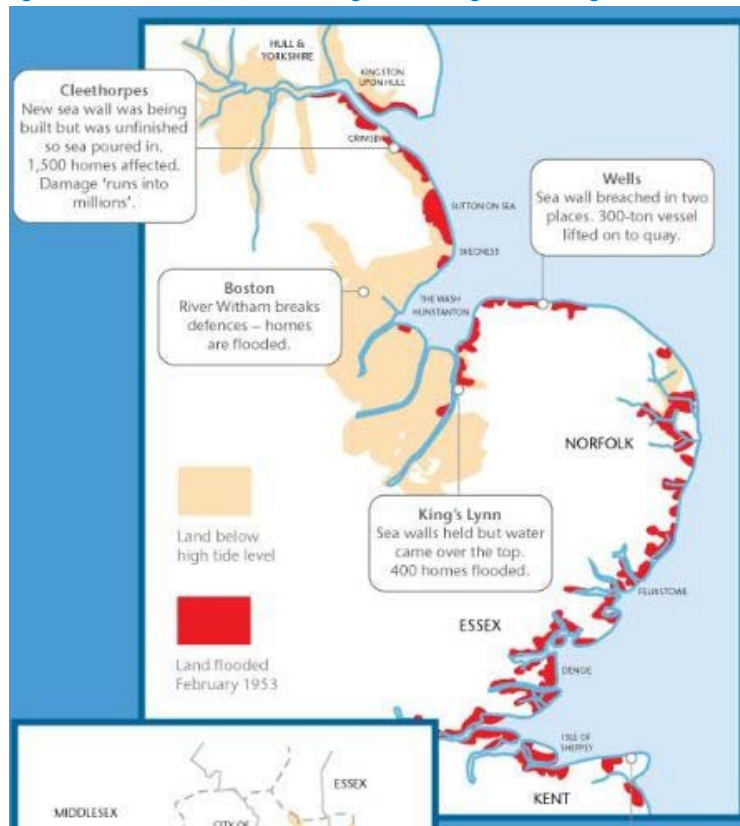 HULL &
YORKSHIRE
KINGSTON
UPON HULL
Cleethorpes
New sea wall was being
built but was unfinished
so sea poured in.
1,500 homes affected.
Damage 'runs into
millions'.
GRIMSBY
Wells
Sea wall breached in two
places. 300-ton vessel
lifted on to quay.
SUTTON ON SEA
SKEGNESS
Boston
River Witham breaks
defences – homes
are flooded.
THE WASH
HUNSTANTON
NORFOLK
Land below
high tide level
King's Lynn
Sea walls held but water
came over the top.
400 homes flooded.
FELIXSTOWE
ESSEX
Land flooded
February 1953
DENGE
ISLE OF
SHEPPEY
KENT
ESSEX
MIDDLESEX
CITY OF